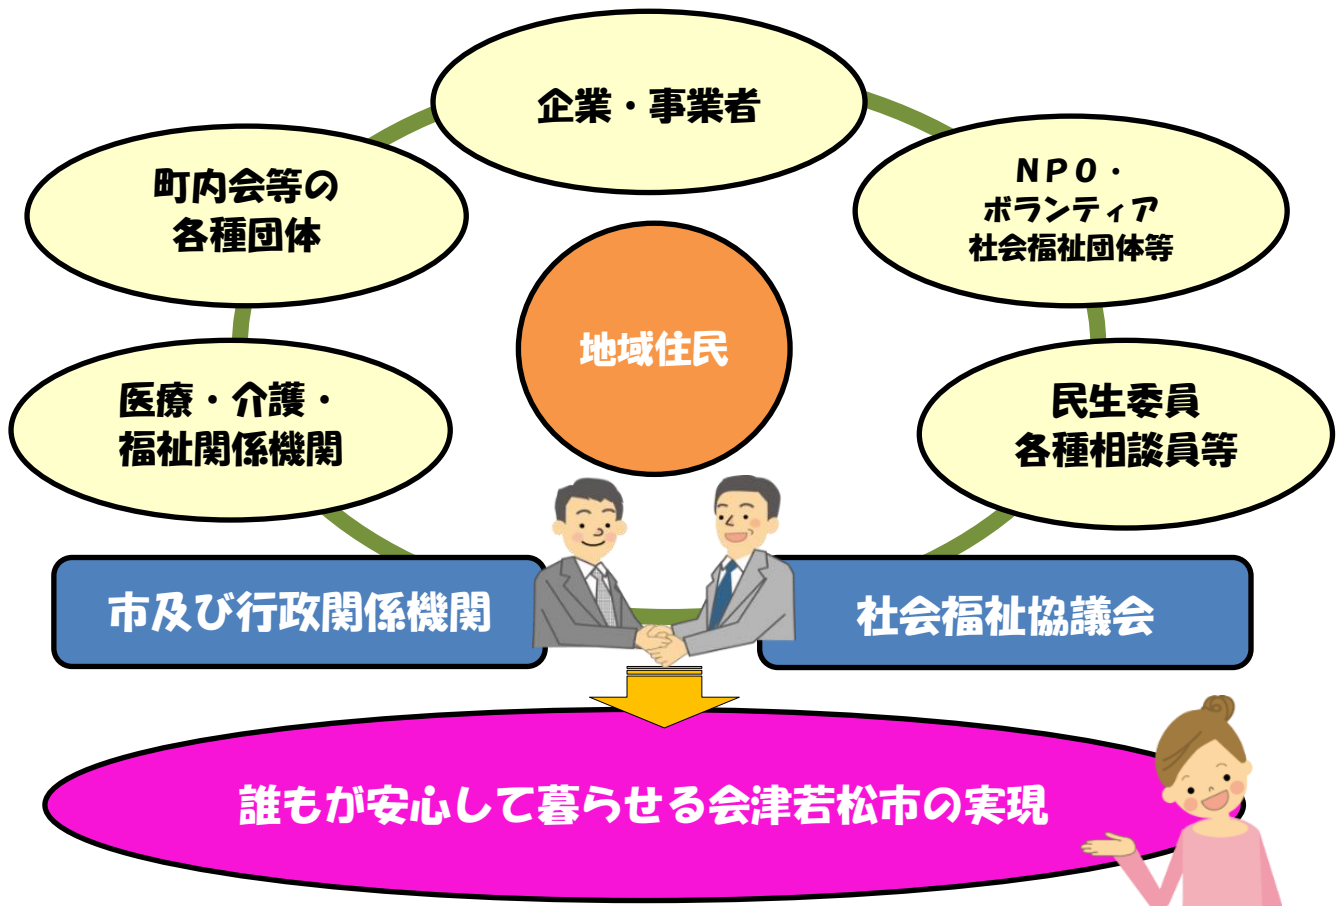 企業・事業者
町内会等の
各種団体
ＮＰＯ・
ボランティア
社会福祉団体等
地域住民
医療・介護・
福祉関係機関
民生委員
各種相談員等
市及び行政関係機関
社会福祉協議会
誰もが安心して暮らせる会津若松市の実現